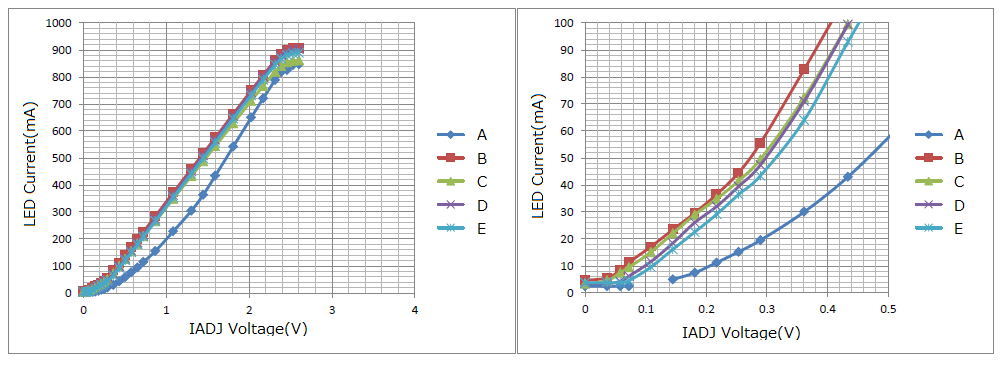 LED Current(mA)
1000
900
800
700
600
500
400
300
200
100
0
0
1
2
3
4
IADJ Voltage(V)
A
B
C
D
E
LED Current(mA)
100
90
80
70
60
50
40
30
20
10
0
0
0.1
0.2
0.3
0.4
0.5
IADJ Voltage(V)
A
B
C
D
E